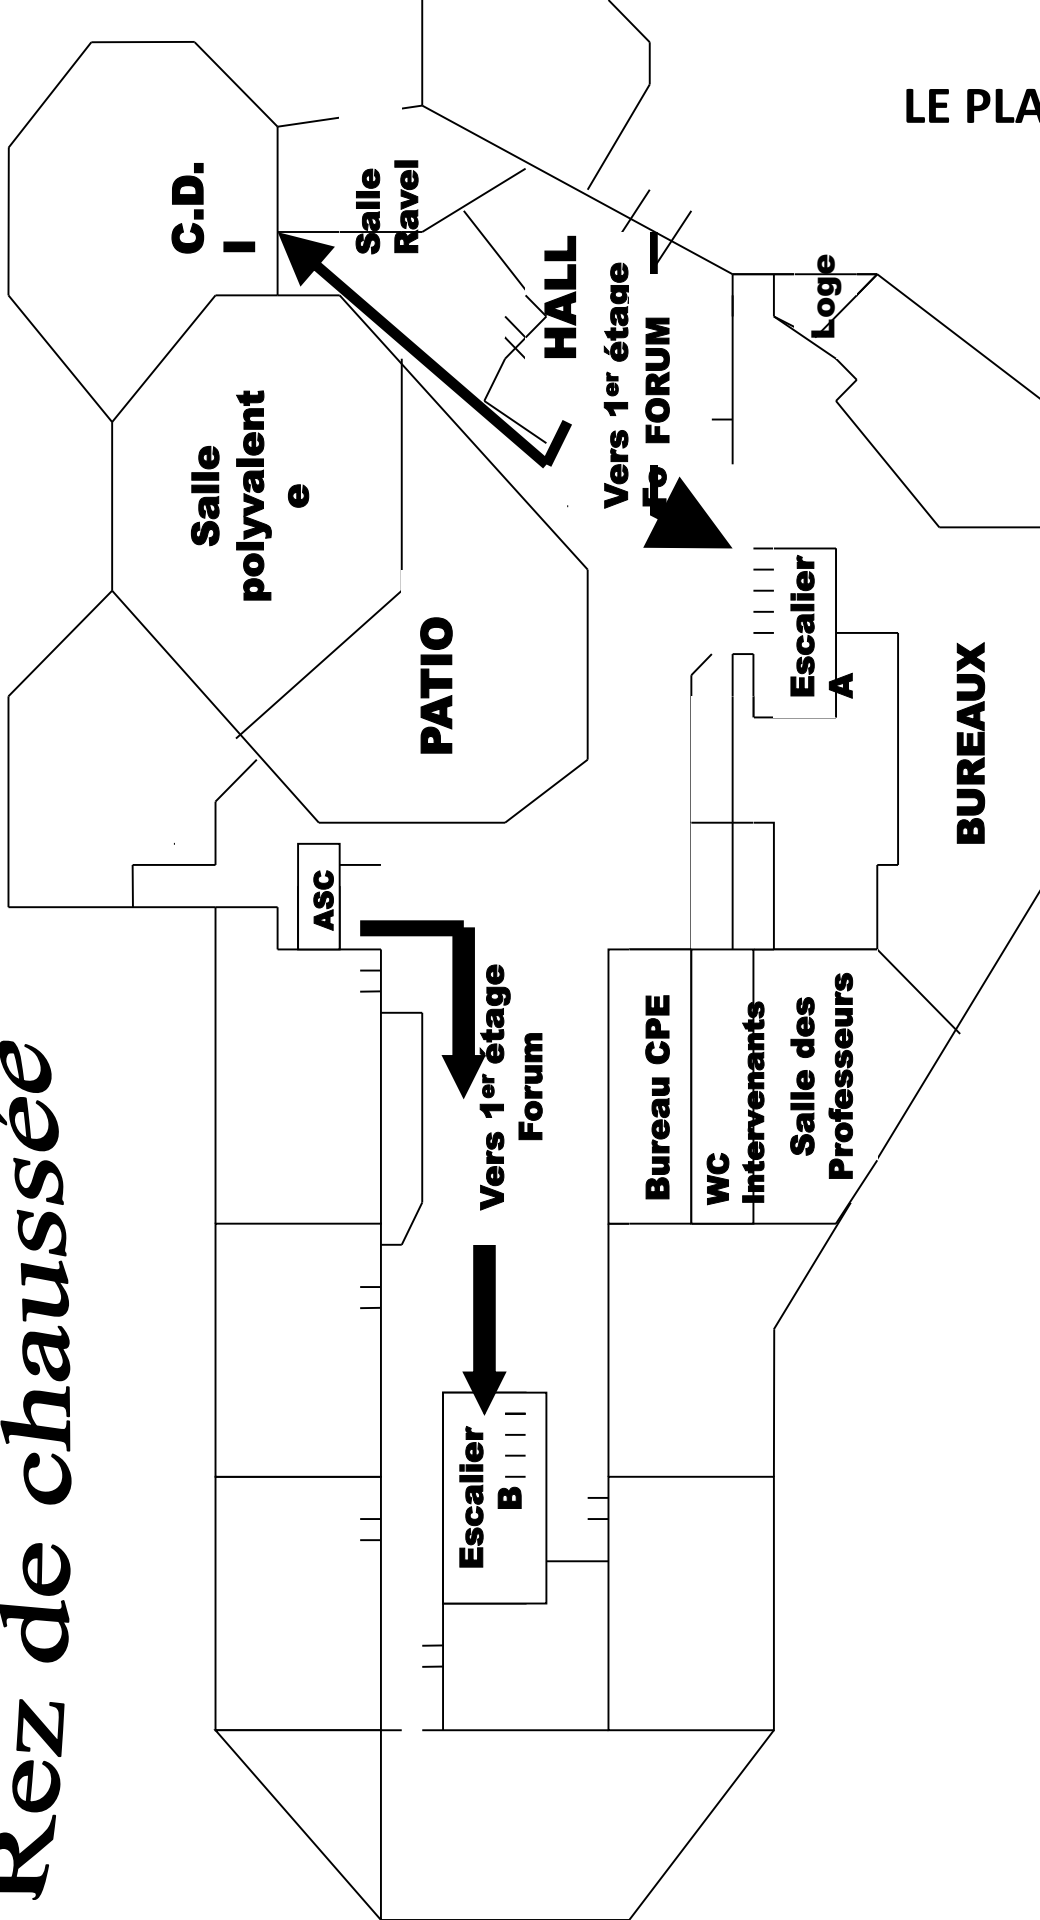 Rez de chaussée
LE PLA
C.D.
I
Salle
Ravel
HALL
Loge
Vers 1er étage
Fo FORUM
Salle
polyvalent
e
PATIO
Escalier
A
BUREAUX
ASC
Vers 1er étage
Forum
Bureau CPE
WC
Intervenants
Salle des
Professeurs
Escalier
B